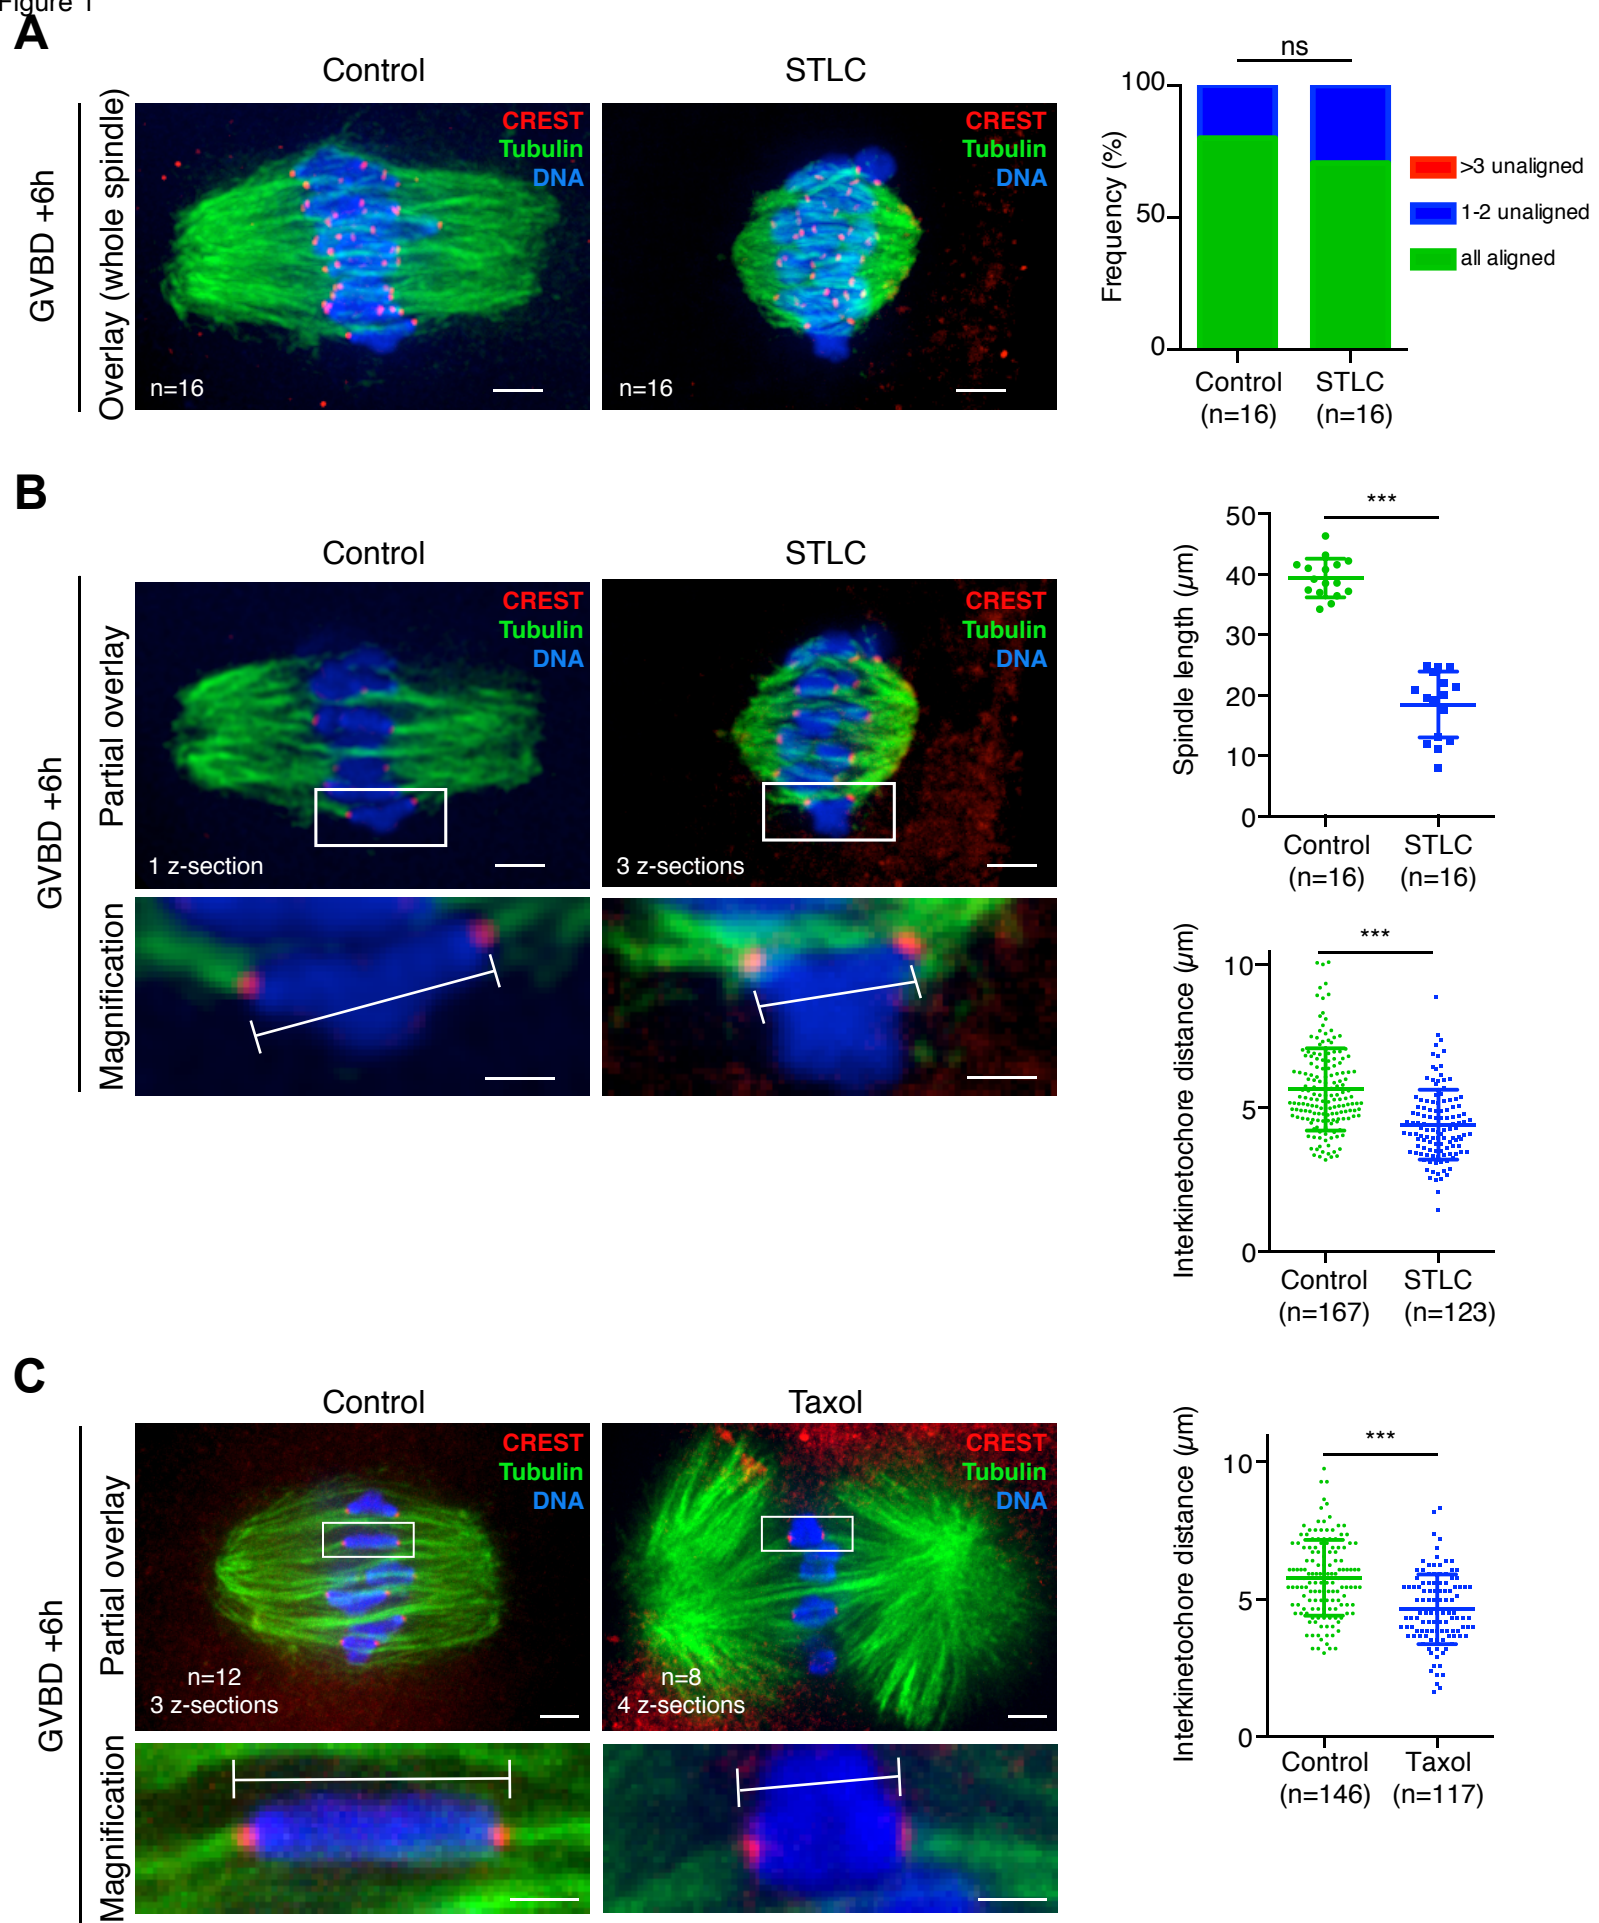 Figure 1
A
Control
STLC
GVBD +6h
Overlay (whole spindle)
CREST
Tubulin
DNA
n=16
CREST
Tubulin
DNA
n=16
ns
Frequency (%)
100
50
0
Control
(n=16)
STLC
(n=16)
>3 unaligned
1-2 unaligned
all aligned
B
Control
STLC
GVBD +6h
Partial overlay
CREST
Tubulin
DNA
1 z-section
CREST
Tubulin
DNA
3 z-sections
Magnification
***
Spindle length (µm)
50
40
30
20
10
0
Control
(n=16)
STLC
(n=16)
***
Interkinetochore distance (µm)
10
5
0
Control
(n=167)
STLC
(n=123)
C
Control
Taxol
GVBD +6h
Partial overlay
CREST
Tubulin
DNA
n=12
3 z-sections
CREST
Tubulin
DNA
n=8
4 z-sections
Magnification
***
Interkinetochore distance (µm)
10
5
0
Control
(n=146)
Taxol
(n=117)